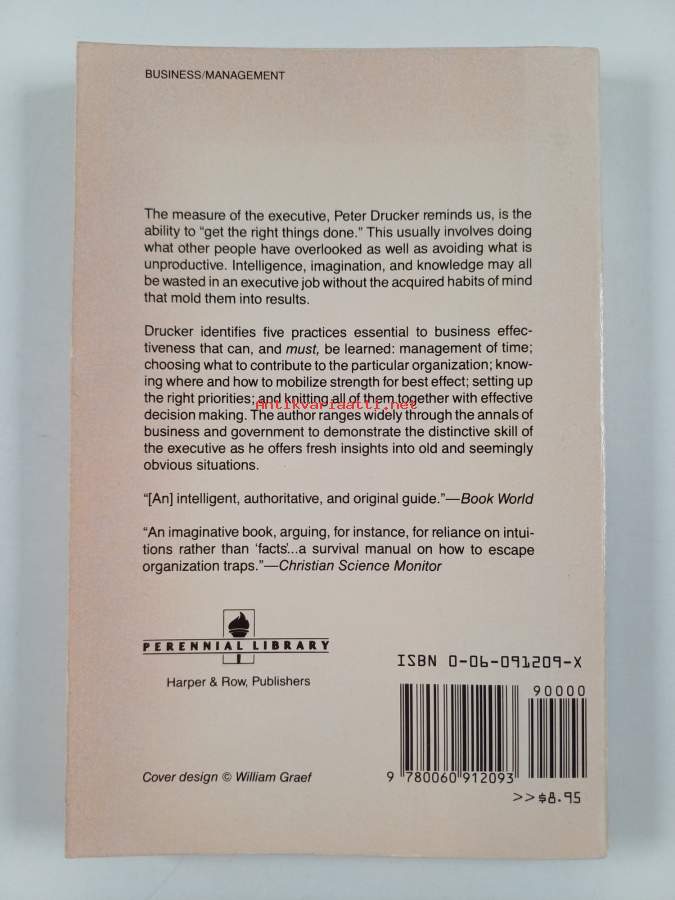 BUSINESS/MANAGEMENT
The measure of the executive, Peter Drucker reminds us, is the
ability to “get the right things done.” This usually involves doing
what other people have overlooked as well as avoiding what is
unproductive. Intelligence, imagination, and knowledge may all
be wasted in an executive job without the acquired habits of mind
that mold them into results.
Drucker identifies five practices essential to business effec-
tiveness that can, and must, be learned: management of time;
choosing what to contribute to the particular organization; know-
ing where and how to mobilize strength for best effect; setting up
the right priorities; and knitting all of them together with effective
Antikvariaatti.net
decision making. The author ranges widely through the annals of
business and government to demonstrate the distinctive skill of
the executive as he offers fresh insights into old and seemingly
obvious situations.
“[An] intelligent, authoritative, and original guide.”—Book World
“An imaginative book, arguing, for instance, for reliance on intui-
tions rather than ‘facts’...a survival manual on how to escape
organization traps.”—Christian Science Monitor
PERENNIAL LIBRARY
Harper & Row, Publishers
Cover design © William Graef
ISBN 0-06-091209-X
90000
9 780060 912093
>>$8.95